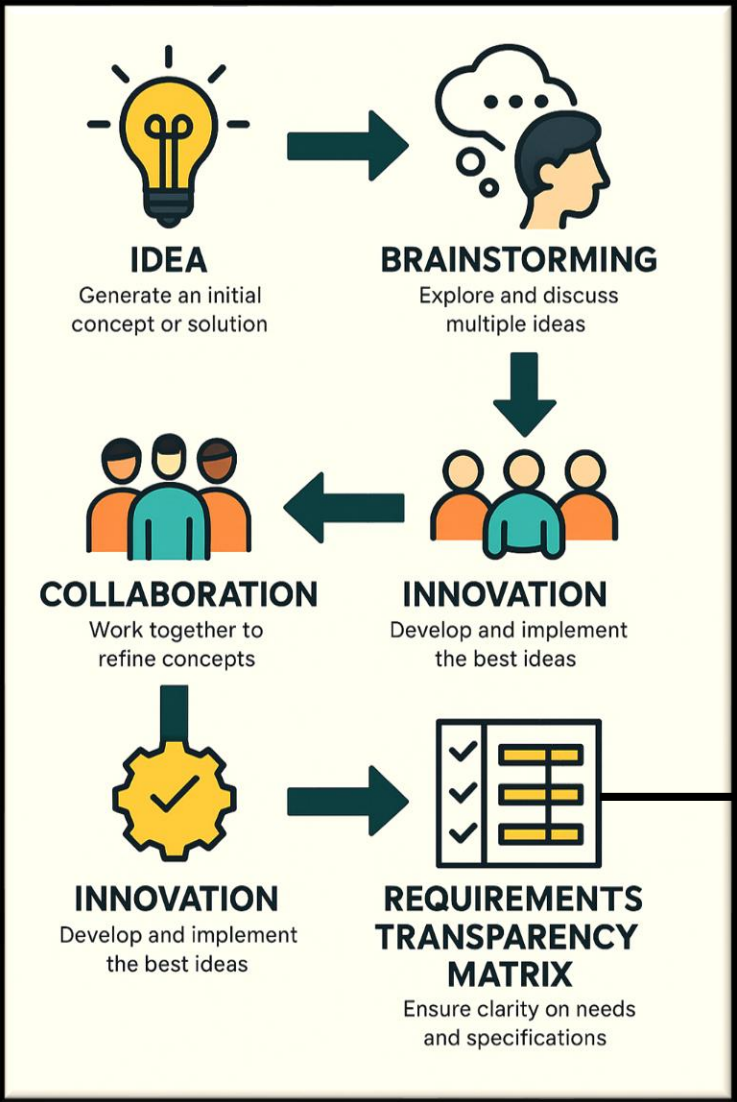 IDEA
Generate an initial
concept or solution
BRAINSTORMING
Explore and discuss
multiple ideas
COLLABORATION
Work together to
refine concepts
INNOVATION
Develop and implement
the best ideas
INNOVATION
Develop and implement
the best ideas
REQUIREMENTS
TRANSPARENCY
MATRIX
Ensure clarity on needs
and specifications